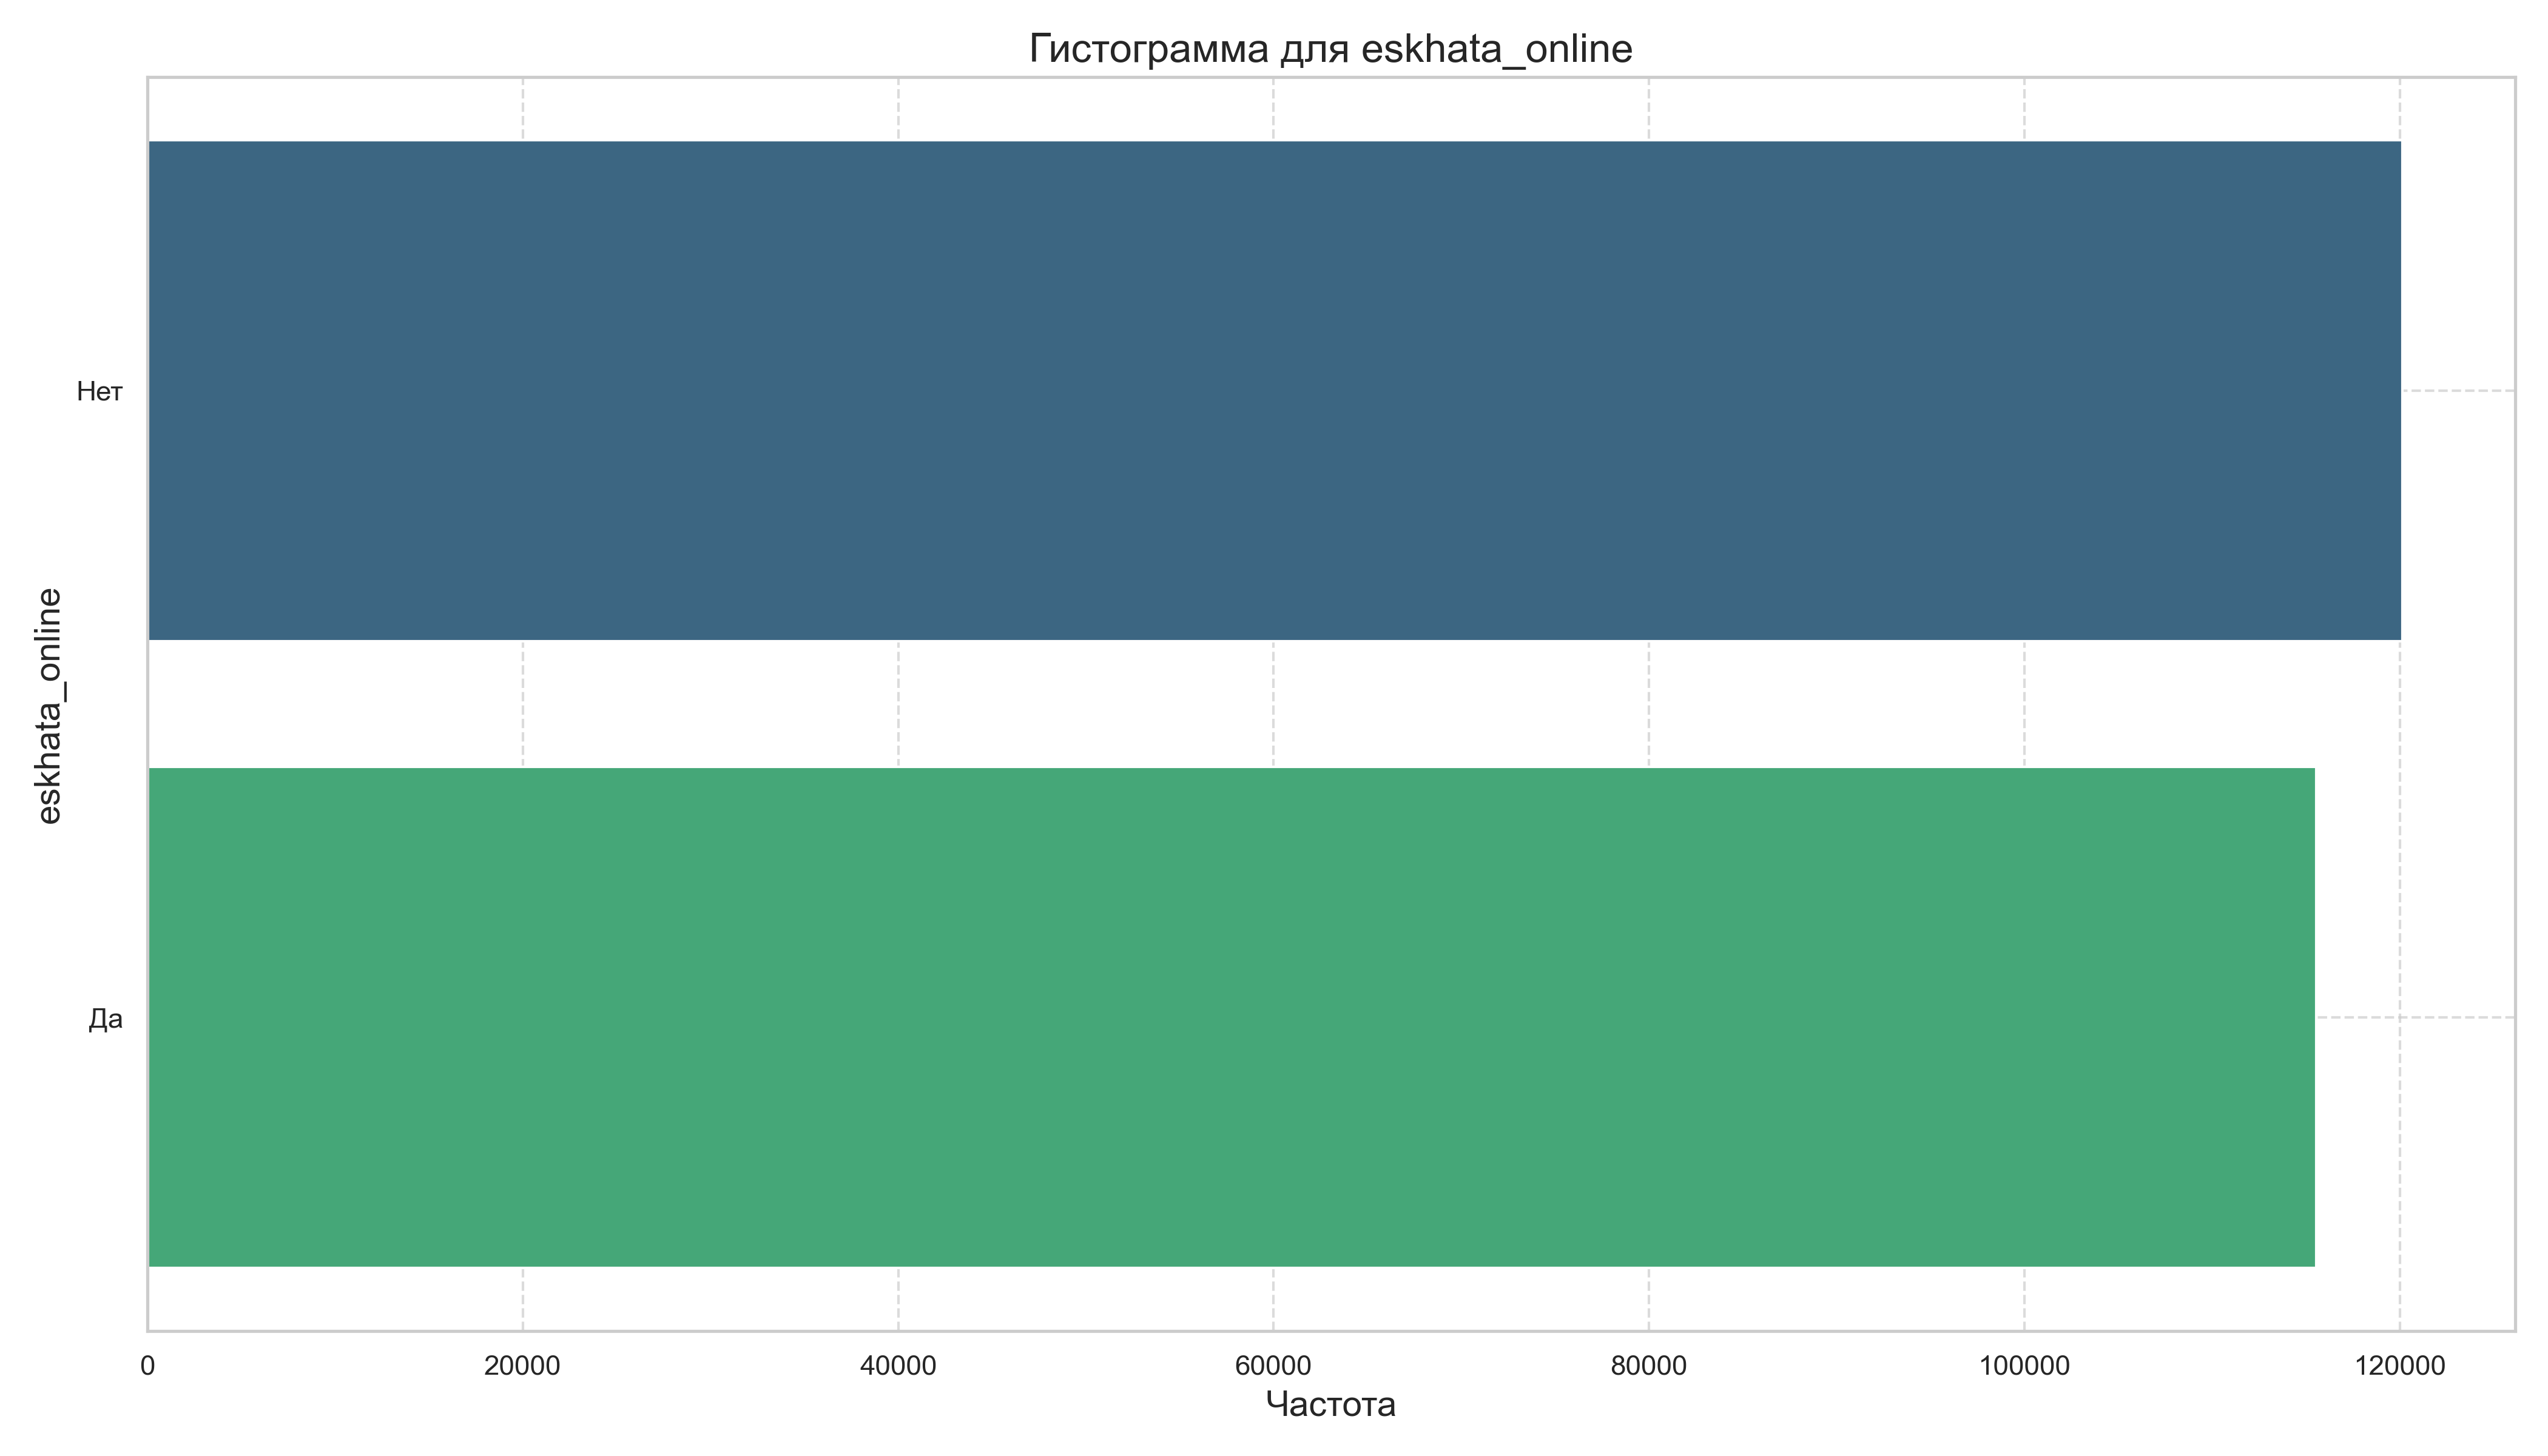 Гистограмма для eskhata_online
eskhata_online
Нет
Да
0 20000 40000 60000 80000 100000 120000
Частота